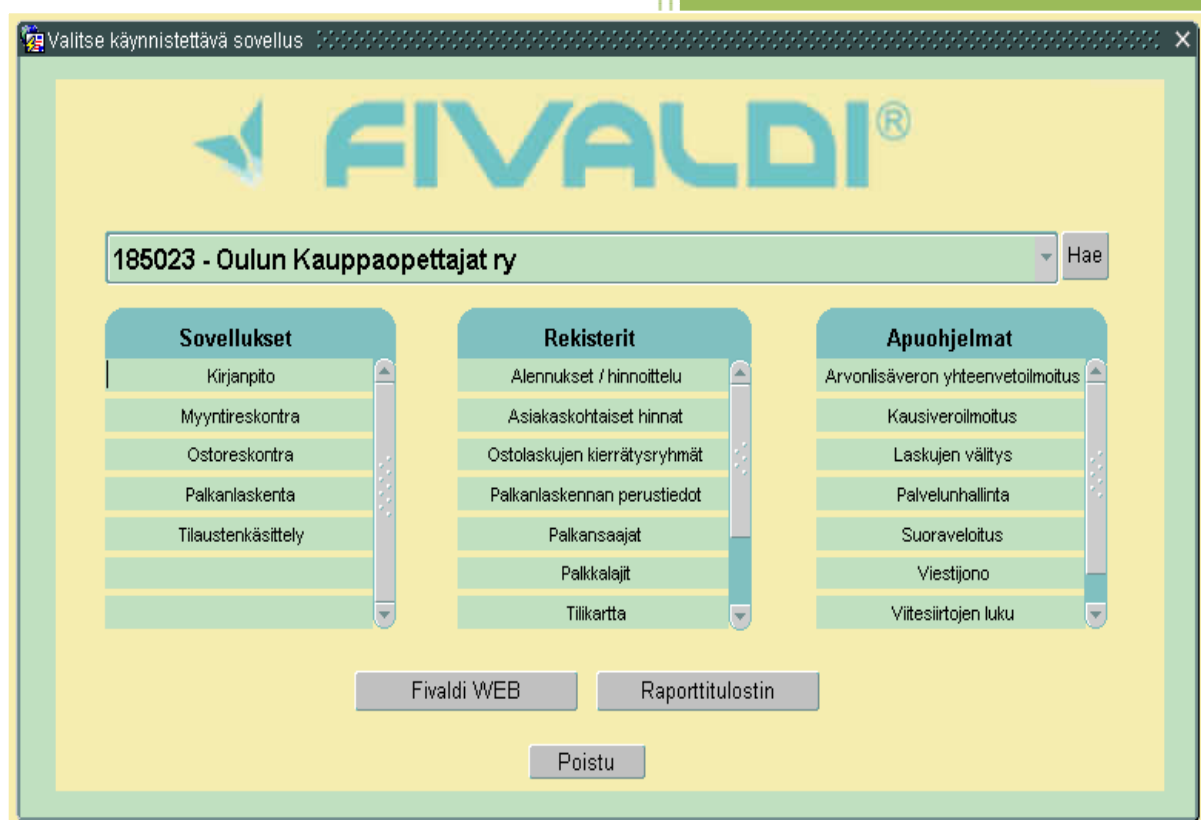 Valitse käynnistettävä sovellus
FIVALDI®
185023 - Oulun Kauppaopettajat ry
Hae
Sovellukset
Kirjanpito
Myyntireskontra
Ostoreskontra
Palkanlaskenta
Tilaustenkäsittely
Rekisterit
Alennukset / hinnoittelu
Asiakaskohtaiset hinnat
Ostolaskujen kierrätysryhmät
Palkanlaskennan perustiedot
Palkansaajat
Palkkalajit
Tilikartta
Apuohjelmat
Arvonlisäveron yhteenvetoilmoitus
Kausiveroilmoitus
Laskujen välitys
Palvelunhallinta
Suoraveloitus
Viestijono
Viitesiirtojen luku
Fivaldi WEB
Raporttitulostin
Poistu